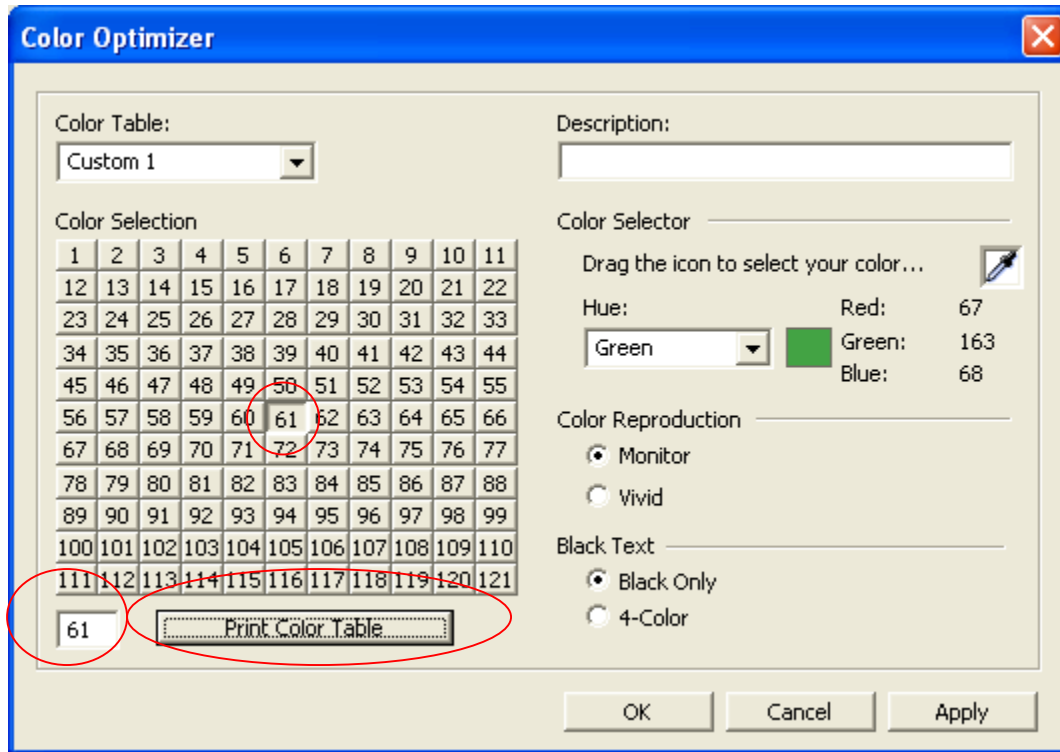 Color Optimizer
Color Table:
Custom 1
Color Selection
1 2 3 4 5 6 7 8 9 10 11
12 13 14 15 16 17 18 19 20 21 22
23 24 25 26 27 28 29 30 31 32 33
34 35 36 37 38 39 40 41 42 43 44
45 46 47 48 49 50 51 52 53 54 55
56 57 58 59 60 61 62 63 64 65 66
67 68 69 70 71 72 73 74 75 76 77
78 79 80 81 82 83 84 85 86 87 88
89 90 91 92 93 94 95 96 97 98 99
100 101 102 103 104 105 106 107 108 109 110
111 112 113 114 115 116 117 118 119 120 121
61
Print Color Table
Description:
Color Selector
Drag the icon to select your color...
Hue:
Green
Red: 67
Green: 163
Blue: 68
Color Reproduction
Monitor
Vivid
Black Text
Black Only
4-Color
OK Cancel Apply